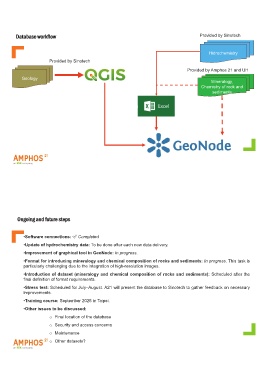 Database workflow
Provided by Sinotech
Hydrochemistry
Provided by Sinotech
Provided by Amphos 21 and UIT
Geology
QGIS
Mineralogy,
Chemistry of rock and
sediments
Excel
GeoNode
AMPHOS 21
Ongoing and future steps
•Software connections: ✅ Completed
•Update of hydrochemistry data: To be done after each new data delivery.
•Improvement of graphical tool in GeoNode: In progress.
•Format for introducing mineralogy and chemical composition of rocks and sediments: In progress. This task is
particularly challenging due to the integration of high-resolution images.
•Introduction of dataset (mineralogy and chemical composition of rocks and sediments): Scheduled after the
final definition of format requirements.
•Stress test: Scheduled for July–August. A21 will present the database to Sinotech to gather feedback on necessary
improvements.
•Training course: September 2025 in Taipei
•Other issues to be discussed:
o Final location of the database
o Security and access concerns
o Maintenance
o Other datasets?
AMPHOS 21